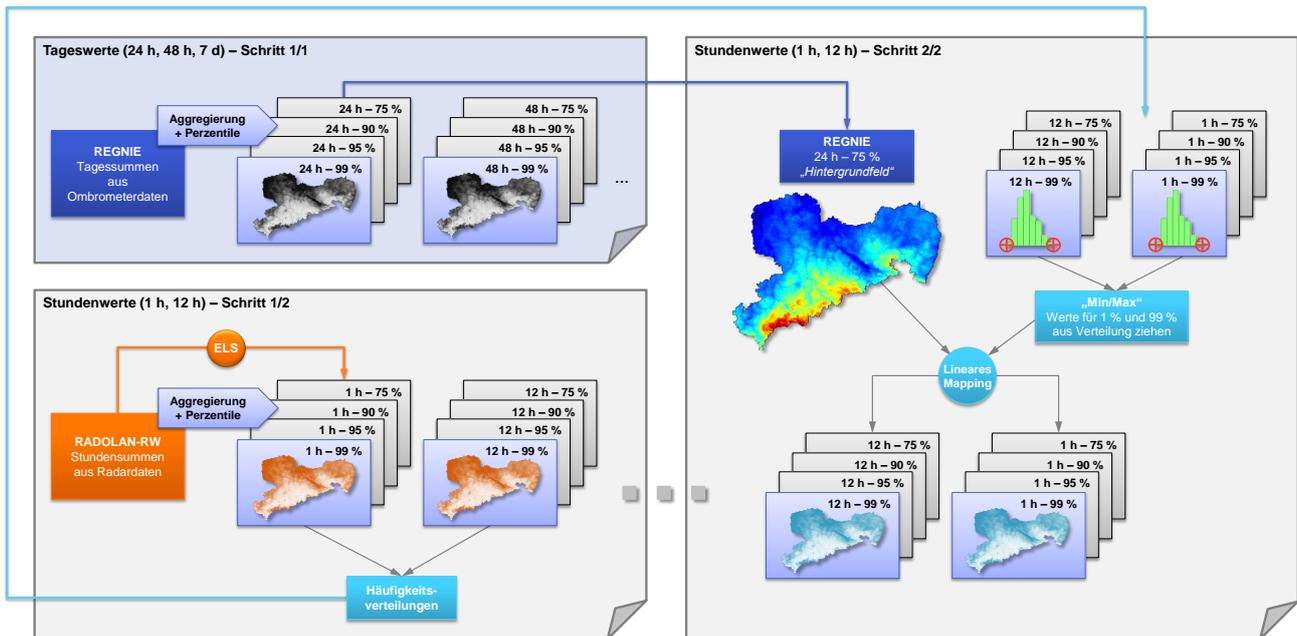 Tageswerte (24 h, 48 h, 7 d) – Schritt 1/1
Aggregierung
+ Perzentile
REGNIE
Tagessummen
aus
Ombrometerdaten
24 h – 75 %
24 h – 90 %
24 h – 95 %
24 h – 99 %
48 h – 75 %
48 h – 90 %
48 h – 95 %
48 h – 99 %
...
Stundenwerte (1 h, 12 h) – Schritt 1/2
ELS
Aggregierung
+ Perzentile
RADOLAN-RW
Stundensummen
aus Radardaten
1 h – 75 %
1 h – 90 %
1 h – 95 %
1 h – 99 %
12 h – 75 %
12 h – 90 %
12 h – 95 %
12 h – 99 %
Häufigkeits-
verteilungen
Stundenwerte (1 h, 12 h) – Schritt 2/2
REGNIE
24 h – 75 %
„Hintergrundfeld“
12 h – 75 %
12 h – 90 %
12 h – 95 %
12 h – 99 %
1 h – 75 %
1 h – 90 %
1 h – 95 %
1 h – 99 %
„Min/Max“
Werte für 1 % und 99 %
aus Verteilung ziehen
Lineares
Mapping
12 h – 75 %
12 h – 90 %
12 h – 95 %
12 h – 99 %
1 h – 75 %
1 h – 90 %
1 h – 95 %
1 h – 99 %